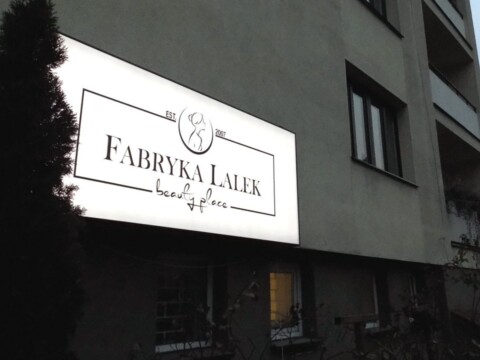 EST. 2007
FABRYKA LALEK
beauty place